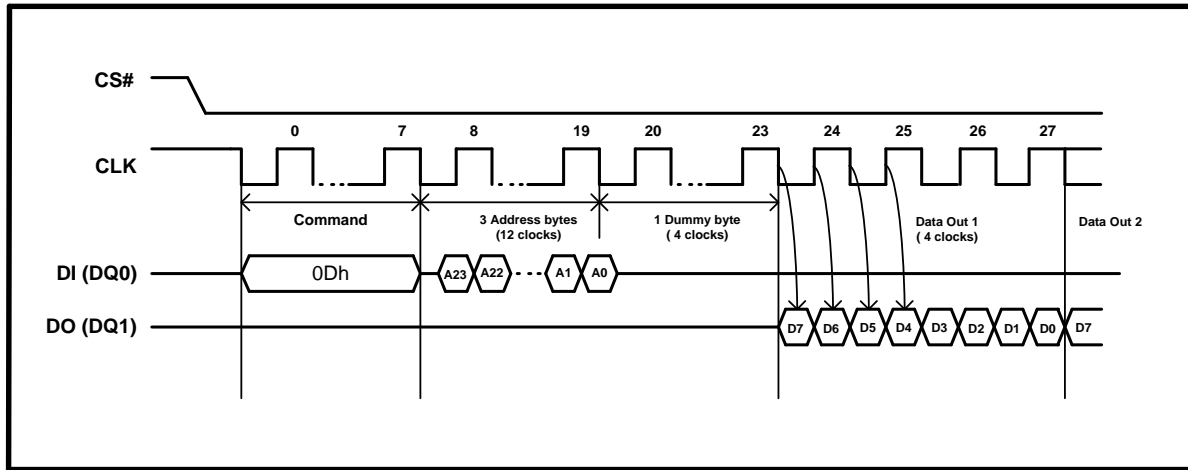 CS#
0 7 8 19 20 23 24 25 26 27
CLK
Command
3 Address bytes
(12 clocks)
1 Dummy byte
( 4 clocks)
Data Out 1
( 4 clocks)
Data Out 2
DI (DQ0)
0Dh A23 A22 A1 A0
DO (DQ1)
D7 D6 D5 D4 D3 D2 D1 D0 D7